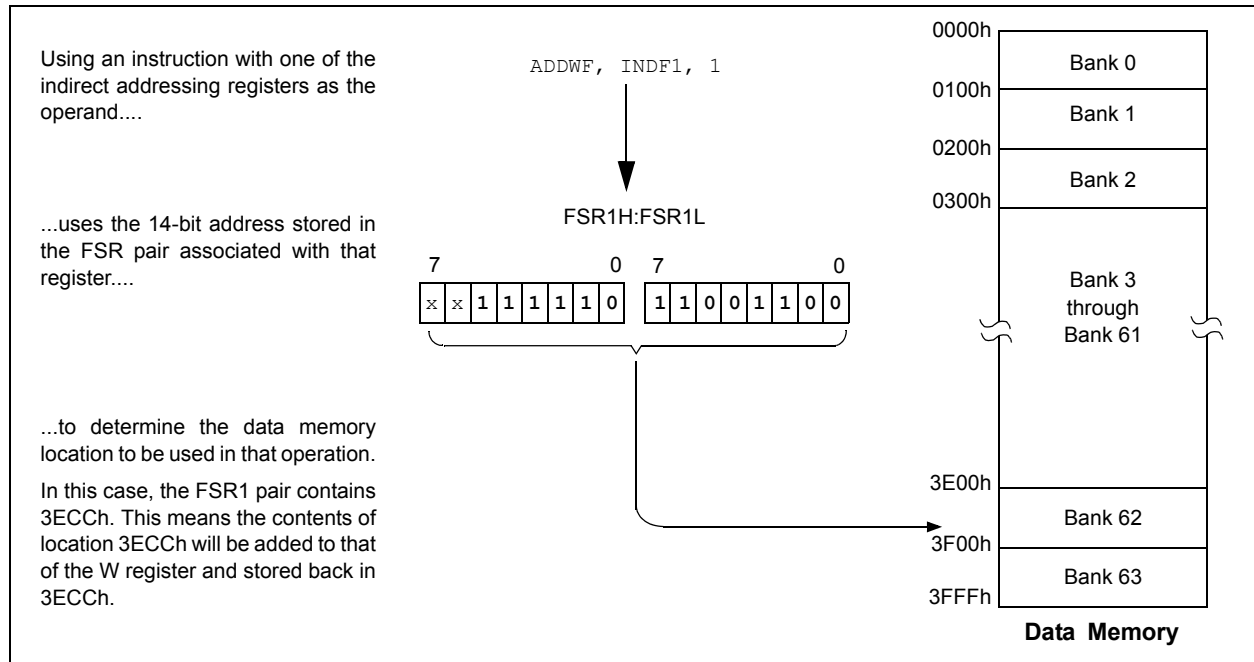 Using an instruction with one of the
indirect addressing registers as the
operand....
ADDWF, INDF1, 1
...uses the 14-bit address stored in
the FSR pair associated with that
register....
FSR1H:FSR1L
7 0 7 0
x x 1 1 1 1 1 0 1 1 0 0 1 1 0 0
...to determine the data memory
location to be used in that operation.
In this case, the FSR1 pair contains
3ECCh. This means the contents of
location 3ECCh will be added to that
of the W register and stored back in
3ECCh.
0000h
Bank 0
0100h
Bank 1
0200h
Bank 2
0300h
Bank 3
through
Bank 61
3E00h
Bank 62
3F00h
Bank 63
3FFFh
Data Memory